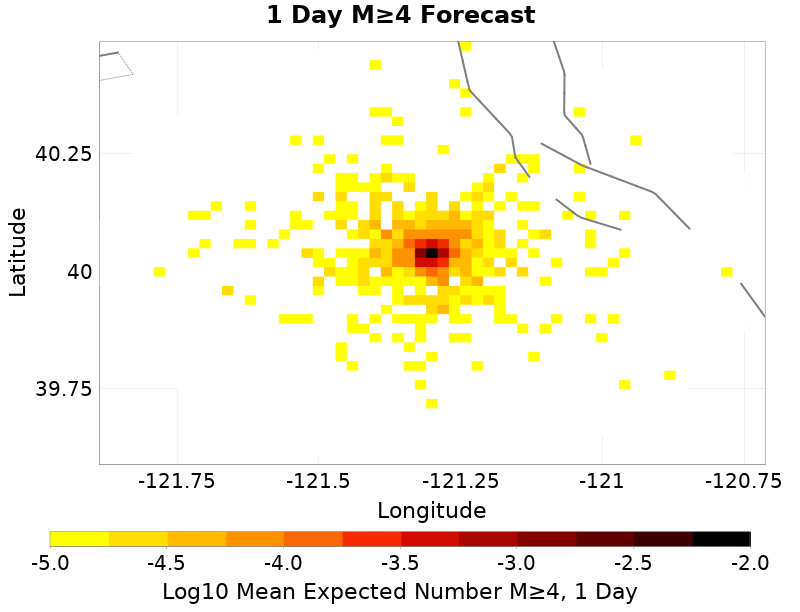 1 Day M≥4 Forecast
Latitude
40.25
40
39.75
-121.75 -121.5 -121.25 -121 -120.75
Longitude
-5.0 -4.5 -4.0 -3.5 -3.0 -2.5 -2.0
Log10 Mean Expected Number M≥4, 1 Day